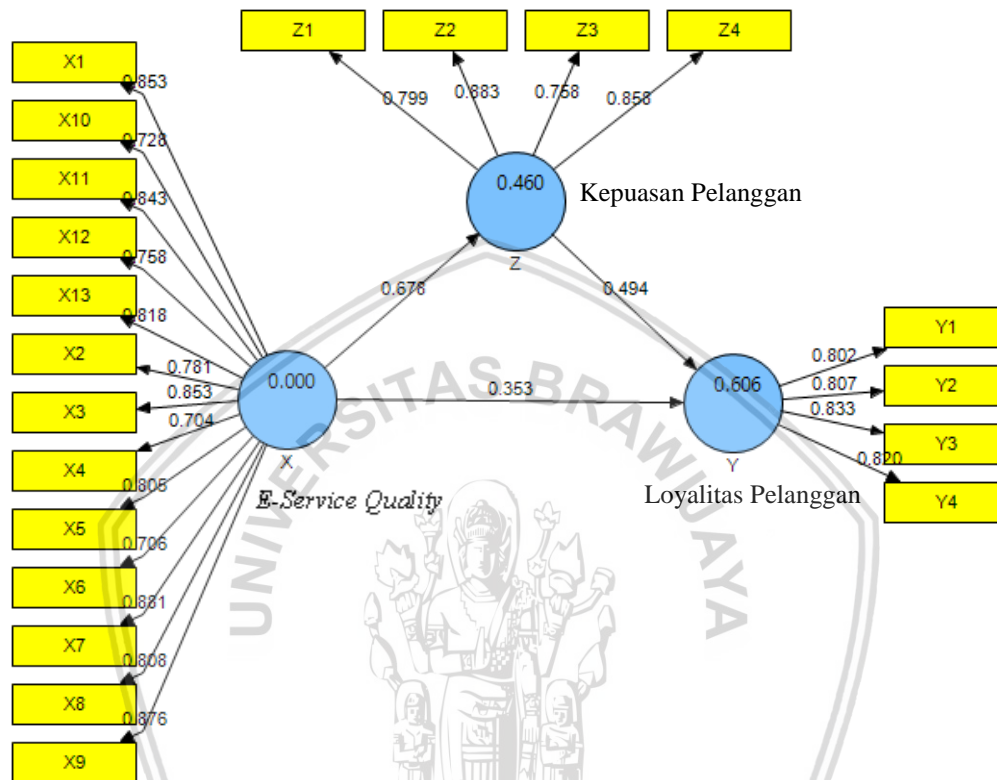 Z1
Z2
Z3
Z4
0.799
0.883
0.758
0.858
X1
0.853
X10
0.728
X11
0.843
X12
0.758
X13
0.818
X2
0.781
X3
0.853
X4
0.704
X5
0.806
X6
0.706
X7
0.881
X8
0.808
X9
0.876
0.460
Z
Kepuasan Pelanggan
0.678
0.494
0.000
X
E-Service Quality
0.353
0.606
Y
Loyalitas Pelanggan
0.802
Y1
0.807
Y2
0.833
Y3
0.820
Y4
UNIVERSITAS BRAWIJAYA